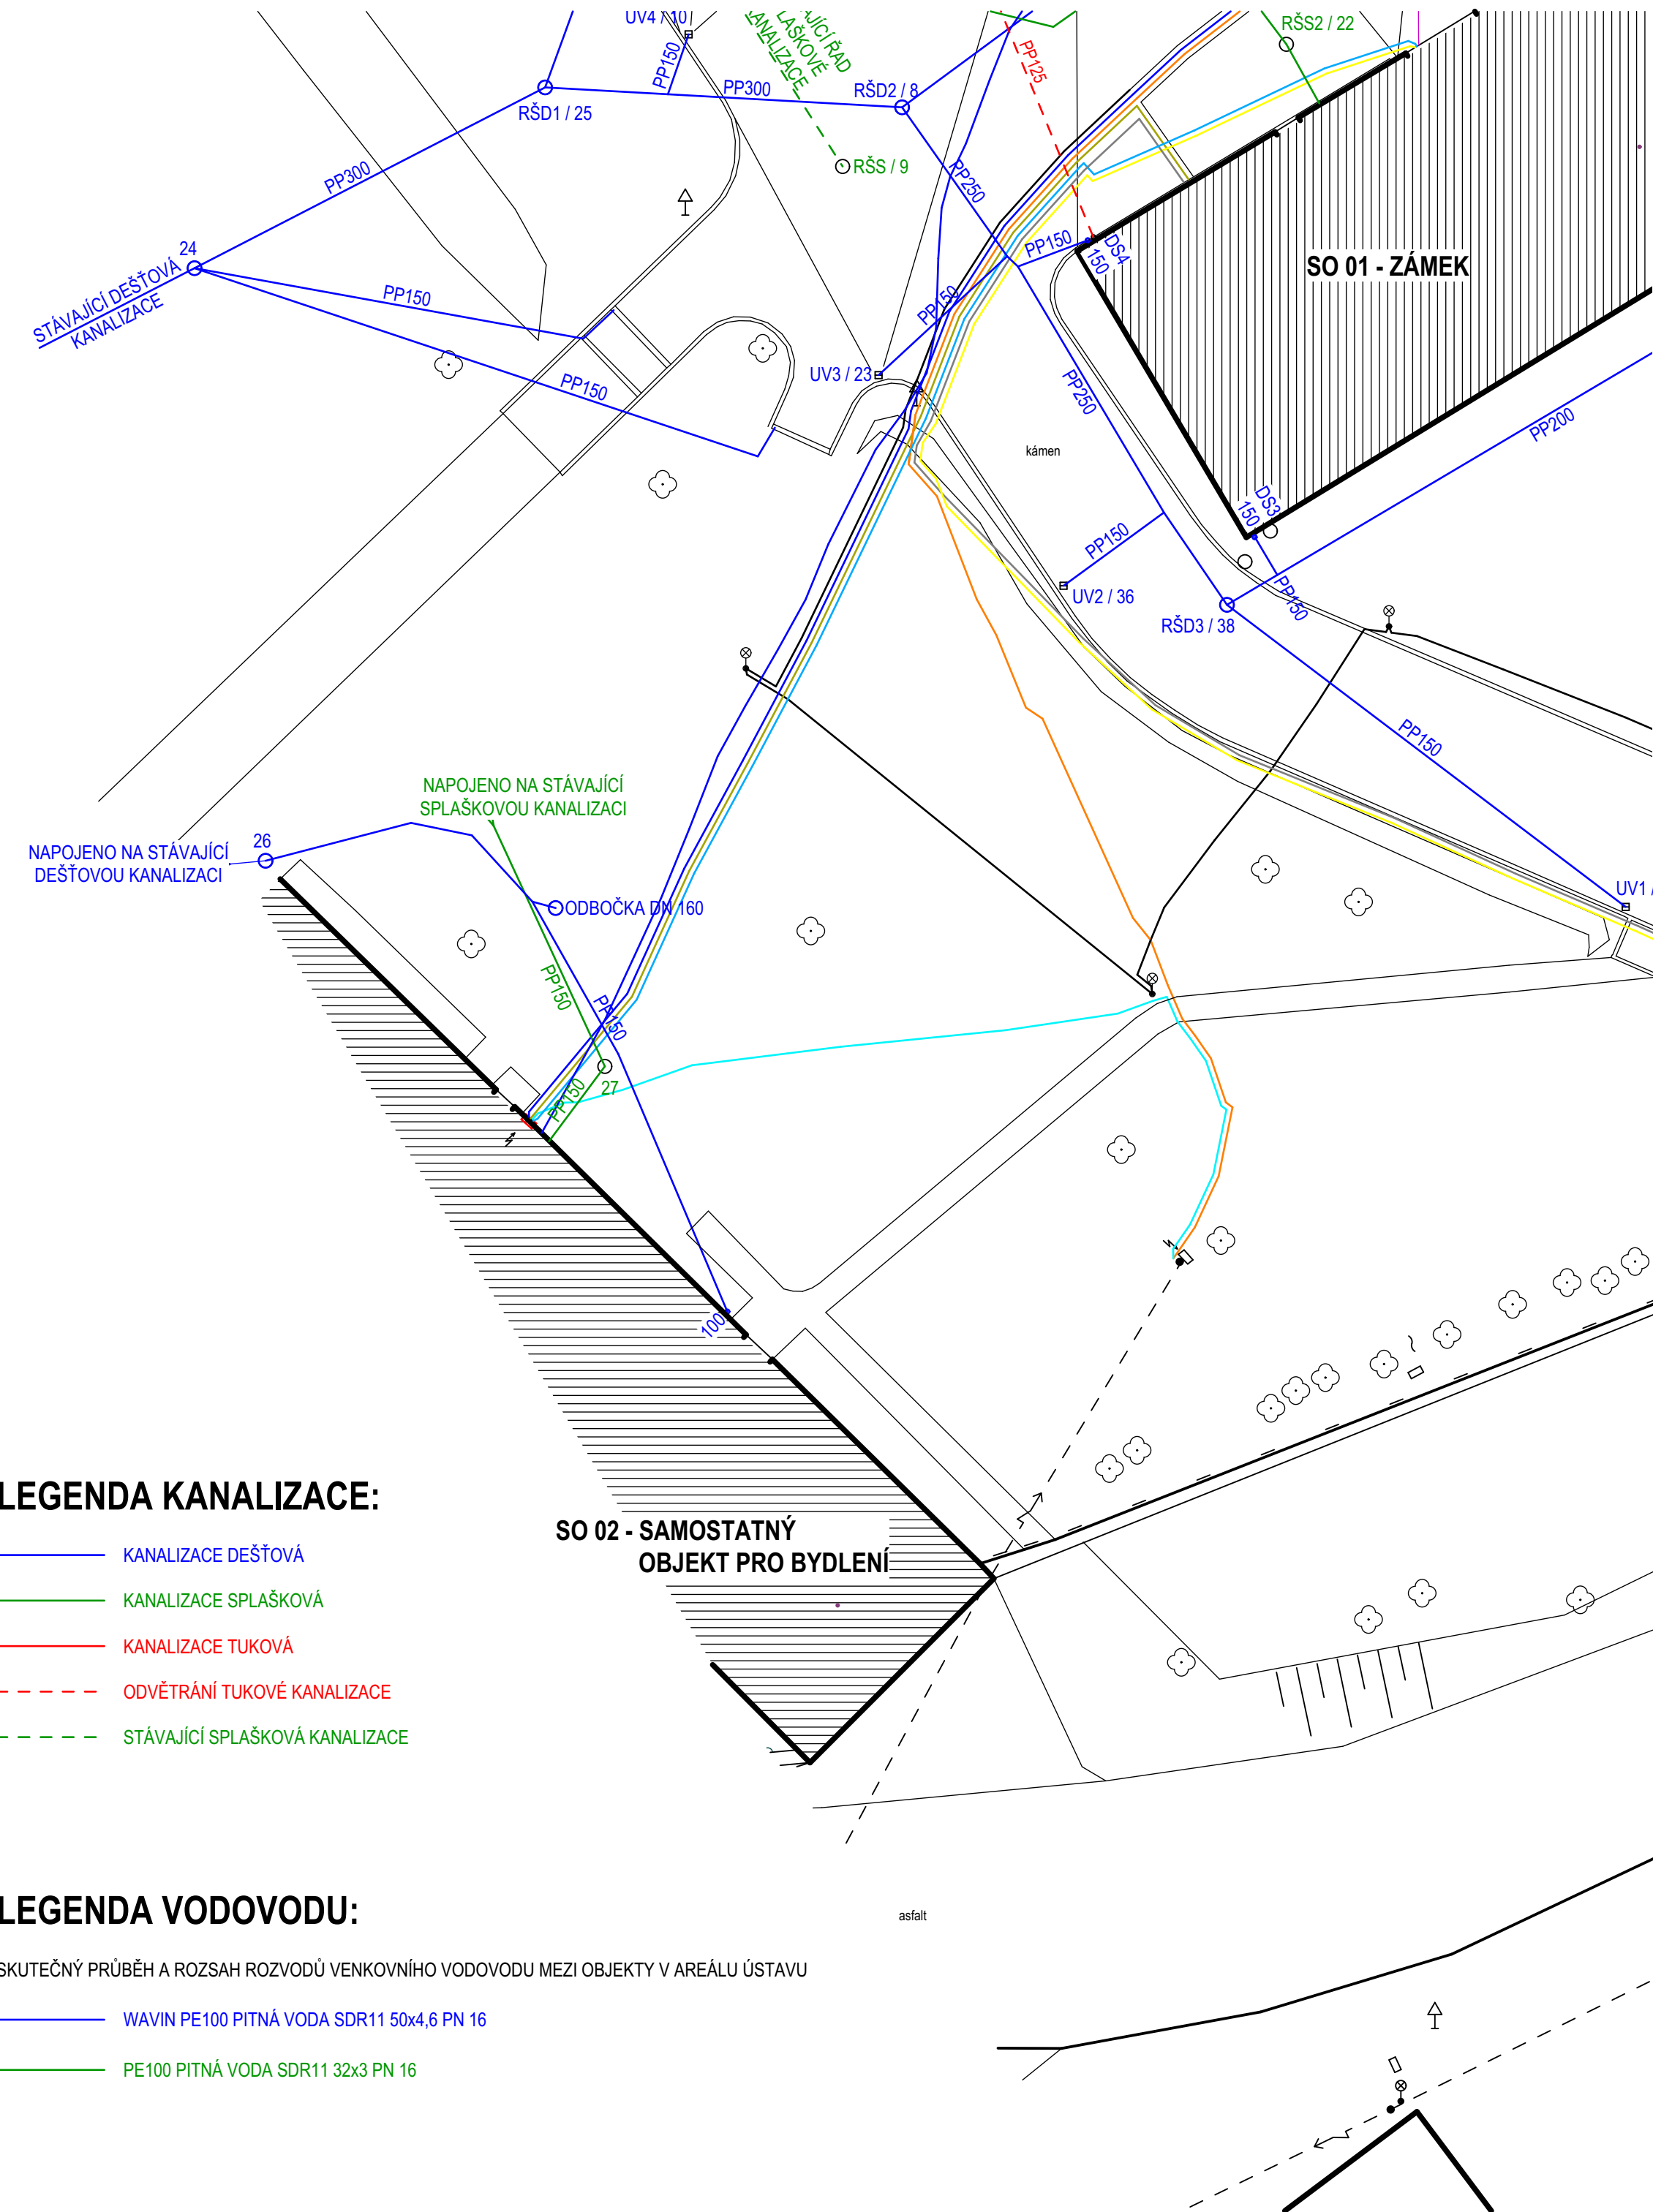 UV4 / 10
PP150
KANALIZACE
LAŠKOVÉ
JÍCÍ ŘAD
PP125
RŠS2 / 22
RŠD1 / 25
PP300
RŠD2 / 8
RŠS / 9
PP300
PP250
24
STÁVAJÍCÍ DEŠŤOVÁ
KANALIZACE
PP150
PP150
DS4
150
SO 01 - ZÁMEK
PP150
PP150
UV3 / 23
PP250
PP200
kámen
DS3
150
PP150
UV2 / 36
PP150
RŠD3 / 38
PP150
NAPOJENO NA STÁVAJÍCÍ
SPLAŠKOVOU KANALIZACI
26
NAPOJENO NA STÁVAJÍCÍ
DEŠŤOVOU KANALIZACI
ODBOČKA DN 160
UV1 /
PP150
PP150
PP150
27
100
LEGENDA KANALIZACE:
KANALIZACE DEŠŤOVÁ
KANALIZACE SPLAŠKOVÁ
KANALIZACE TUKOVÁ
ODVĚTRÁNÍ TUKOVÉ KANALIZACE
STÁVAJÍCÍ SPLAŠKOVÁ KANALIZACE
SO 02 - SAMOSTATNÝ
OBJEKT PRO BYDLENÍ
LEGENDA VODOVODU:
asfalt
SKUTEČNÝ PRŮBĚH A ROZSAH ROZVODŮ VENKOVNÍHO VODOVODU MEZI OBJEKTY V AREÁLU ÚSTAVU
WAVIN PE100 PITNÁ VODA SDR11 50x4,6 PN 16
PE100 PITNÁ VODA SDR11 32x3 PN 16